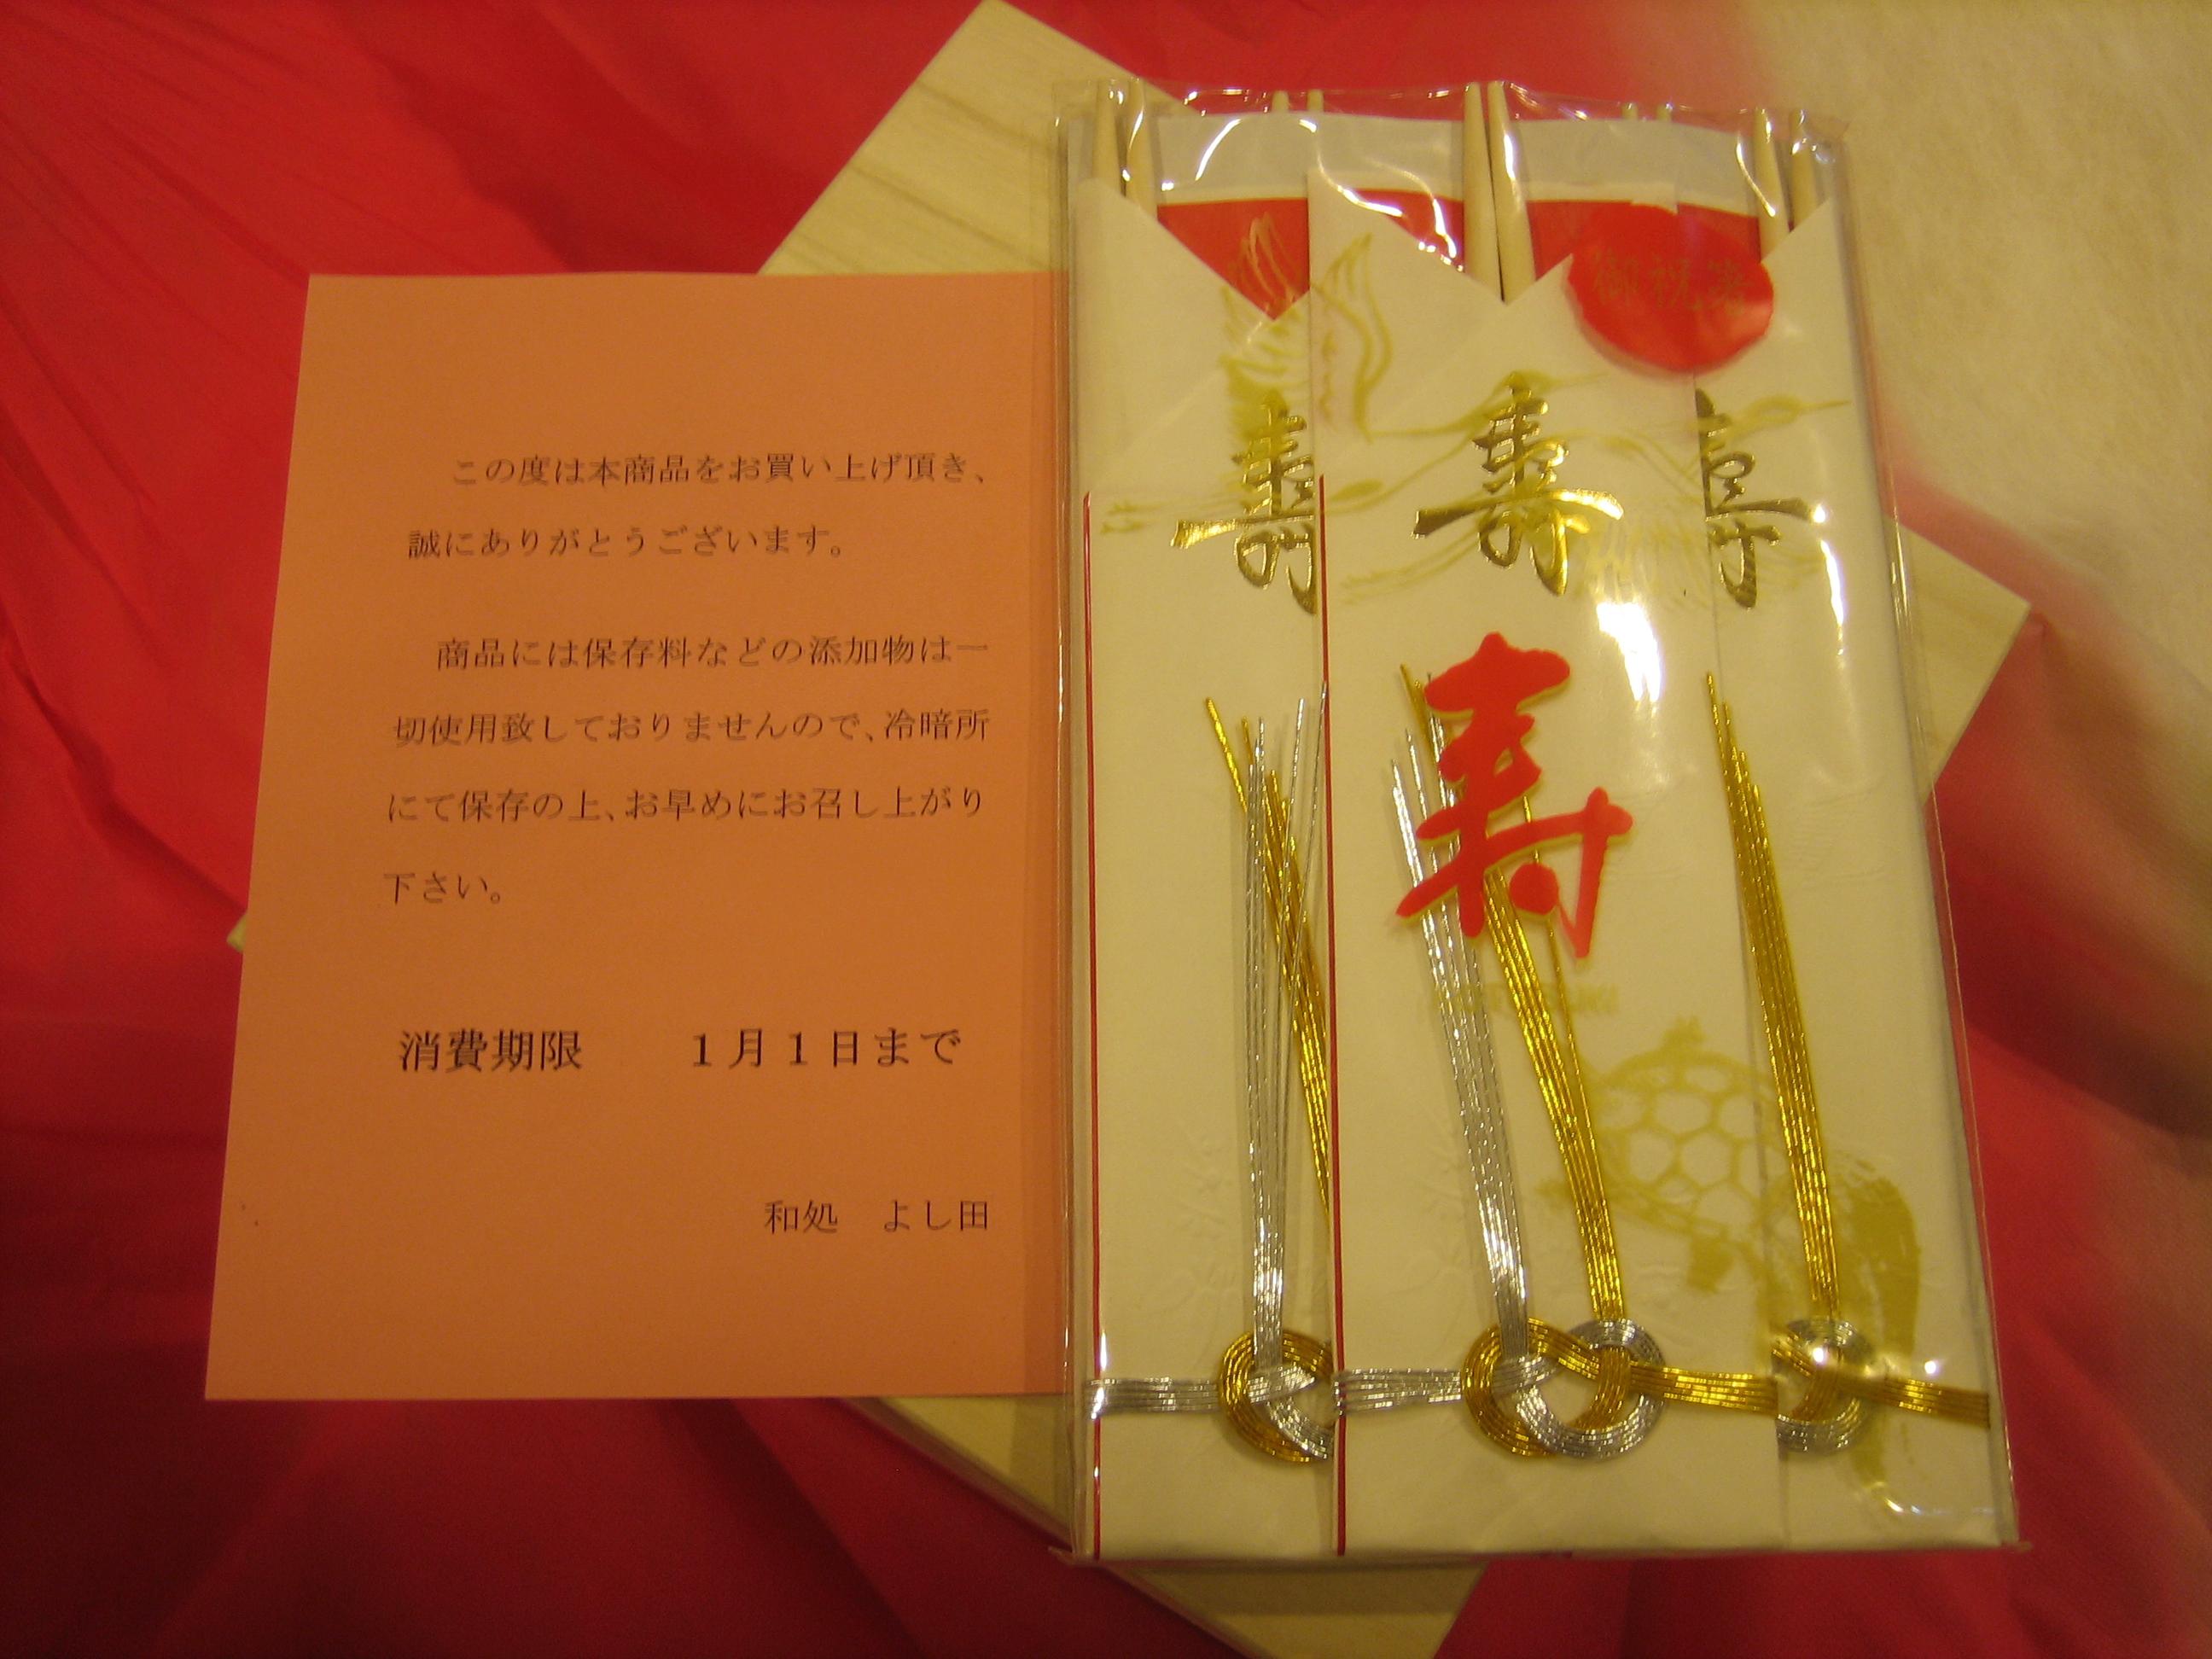 この度は本商品をお買い上げ頂き、
誠にありがとうございます。
商品には保存料などの添加物は一
切使用致しておりませんので、冷暗所
にて保存の上、お早めにお召し上がり
下さい。
消費期限 1月1日まで
和処 よし田
御祝箸
壽
壽
壽
寿